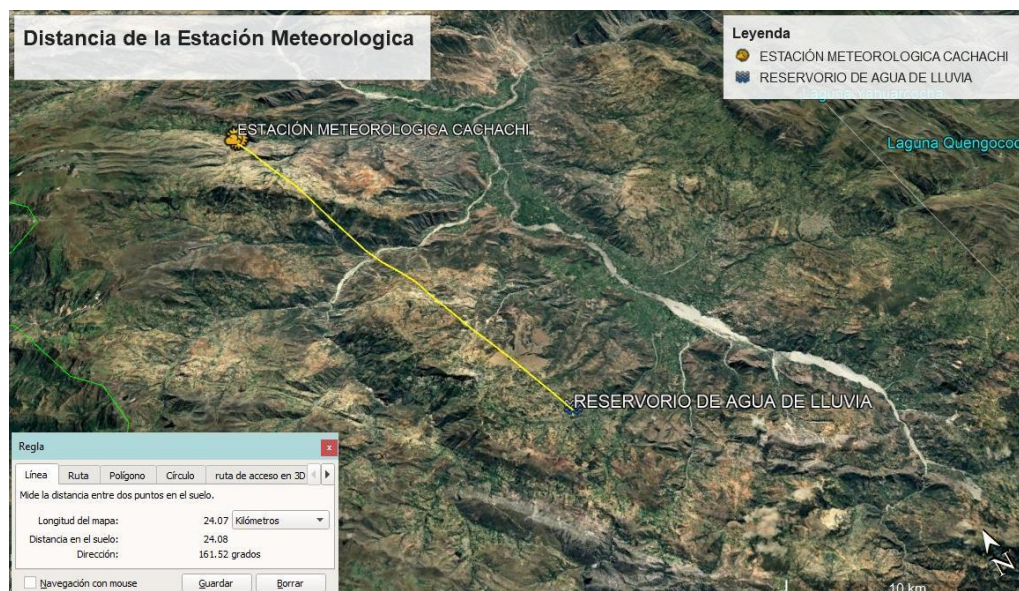 Distancia de la Estación Meteorologica
Leyenda
ESTACIÓN METEOROLOGICA CACHACHI
RESERVORIO DE AGUA DE LLUVIA
Laguna Yahuarcocha
ESTACIÓN METEOROLOGICA CACHACHI
Laguna Quengococ
RESERVORIO DE AGUA DE LLUVIA
Regla
x
Línea Ruta Polígono Círculo ruta de acceso en 3D
Mide la distancia entre dos puntos en el suelo.
Longitud del mapa: 24.07 Kilómetros
Distancia en el suelo: 24.08
Dirección: 161.52 grados
Navegación con mouse Guardar Borrar
N
10 km